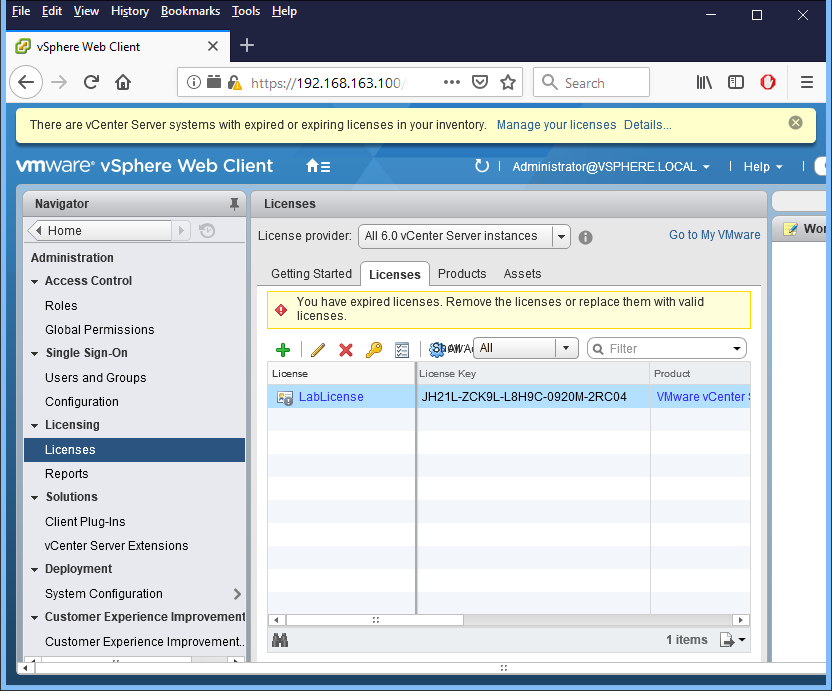 File Edit View History Bookmarks Tools Help
vSphere Web Client
https://192.168.163.100/
Search
There are vCenter Server systems with expired or expiring licenses in your inventory. Manage your licenses Details...
vmware® vSphere Web Client
Administrator@VSPHERE.LOCAL
Help
Navigator
Home
Administration
Access Control
Roles
Global Permissions
Single Sign-On
Users and Groups
Configuration
Licensing
Licenses
Reports
Solutions
Client Plug-Ins
vCenter Server Extensions
Deployment
System Configuration
Customer Experience Improvement
Customer Experience Improvement...
Licenses
License provider: All 6.0 vCenter Server instances
Go to My VMware
Getting Started Licenses Products Assets
You have expired licenses. Remove the licenses or replace them with valid
licenses.
All
Filter
License License Key Product
LabLicense JH21L-ZCK9L-L8H9C-0920M-2RC04 VMware vCenter
1 items